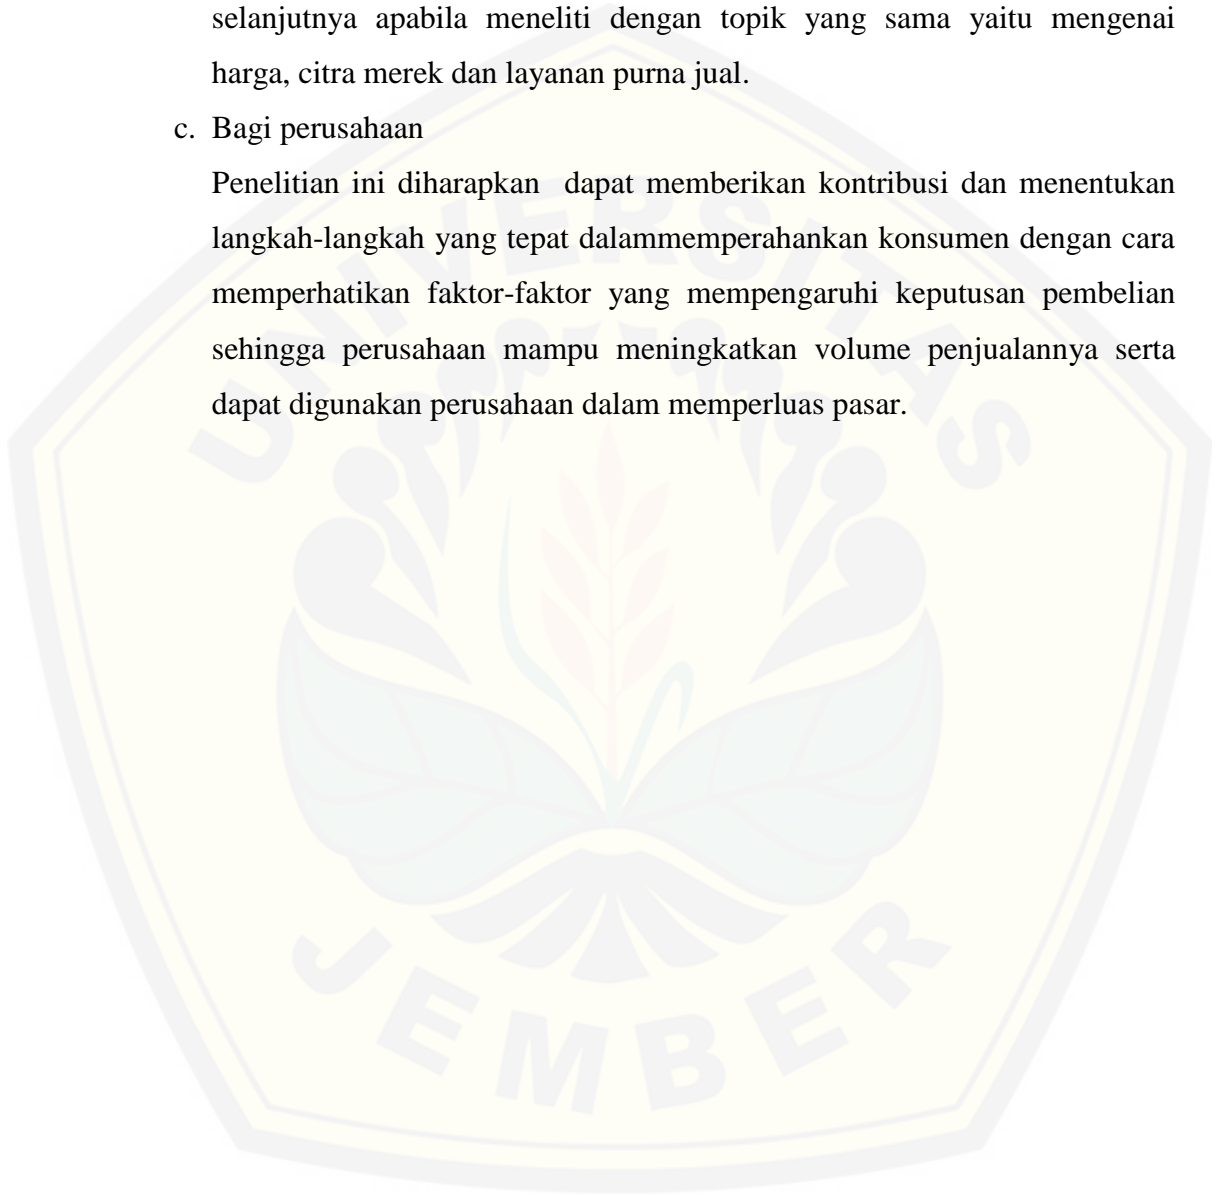 selanjutnya apabila meneliti dengan topik yang sama yaitu mengenai
harga, citra merek dan layanan purna jual.
c. Bagi perusahaan
Penelitian ini diharapkan dapat memberikan kontribusi dan menentukan
langkah-langkah yang tepat dalammemperahankan konsumen dengan cara
memperhatikan faktor-faktor yang mempengaruhi keputusan pembelian
sehingga perusahaan mampu meningkatkan volume penjualannya serta
dapat digunakan perusahaan dalam memperluas pasar.
UNIVERSITAS
JEMBER